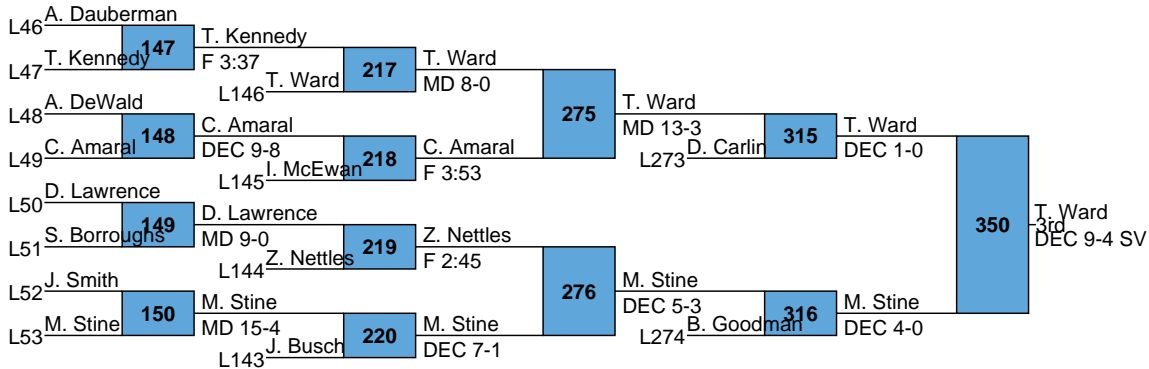 L46 A. Dauberman
147
L47 T. Kennedy
T. Kennedy
F 3:37
L146 T. Ward
217
T. Ward
MD 8-0
L48 A. DeWald
148
L49 C. Amaral
C. Amaral
DEC 9-8
L145 I. McEwan
218
C. Amaral
F 3:53
275
T. Ward
MD 13-3
L273 D. Carlin
315
T. Ward
DEC 1-0
L50 D. Lawrence
149
L51 S. Borroughs
D. Lawrence
MD 9-0
L144 Z. Nettles
219
Z. Nettles
F 2:45
L52 J. Smith
150
L53 M. Stine
M. Stine
MD 15-4
L143 J. Busch
220
M. Stine
DEC 7-1
276
M. Stine
DEC 5-3
L274 B. Goodman
316
M. Stine
DEC 4-0
350
T. Ward
3rd
DEC 9-4 SV